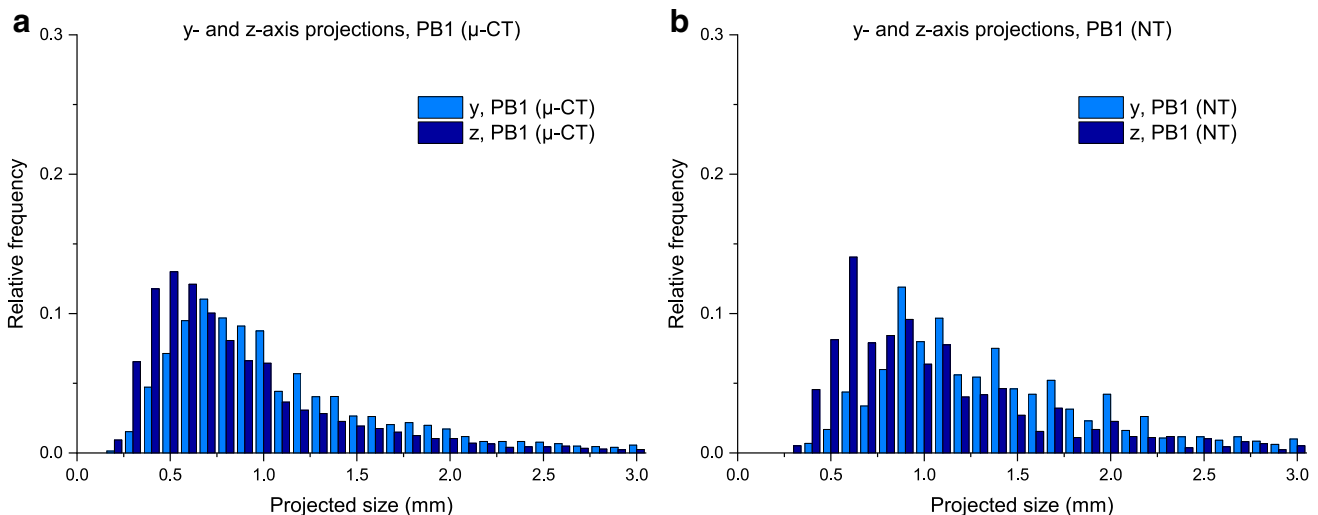 a
y- and z-axis projections, PB1 (μ-CT)
0.3
0.2
0.1
0.0
Relative frequency
y, PB1 (μ-CT)
z, PB1 (μ-CT)
0.0 0.5 1.0 1.5 2.0 2.5 3.0
Projected size (mm)
b
y- and z-axis projections, PB1 (NT)
0.3
0.2
0.1
0.0
Relative frequency
y, PB1 (NT)
z, PB1 (NT)
0.0 0.5 1.0 1.5 2.0 2.5 3.0
Projected size (mm)